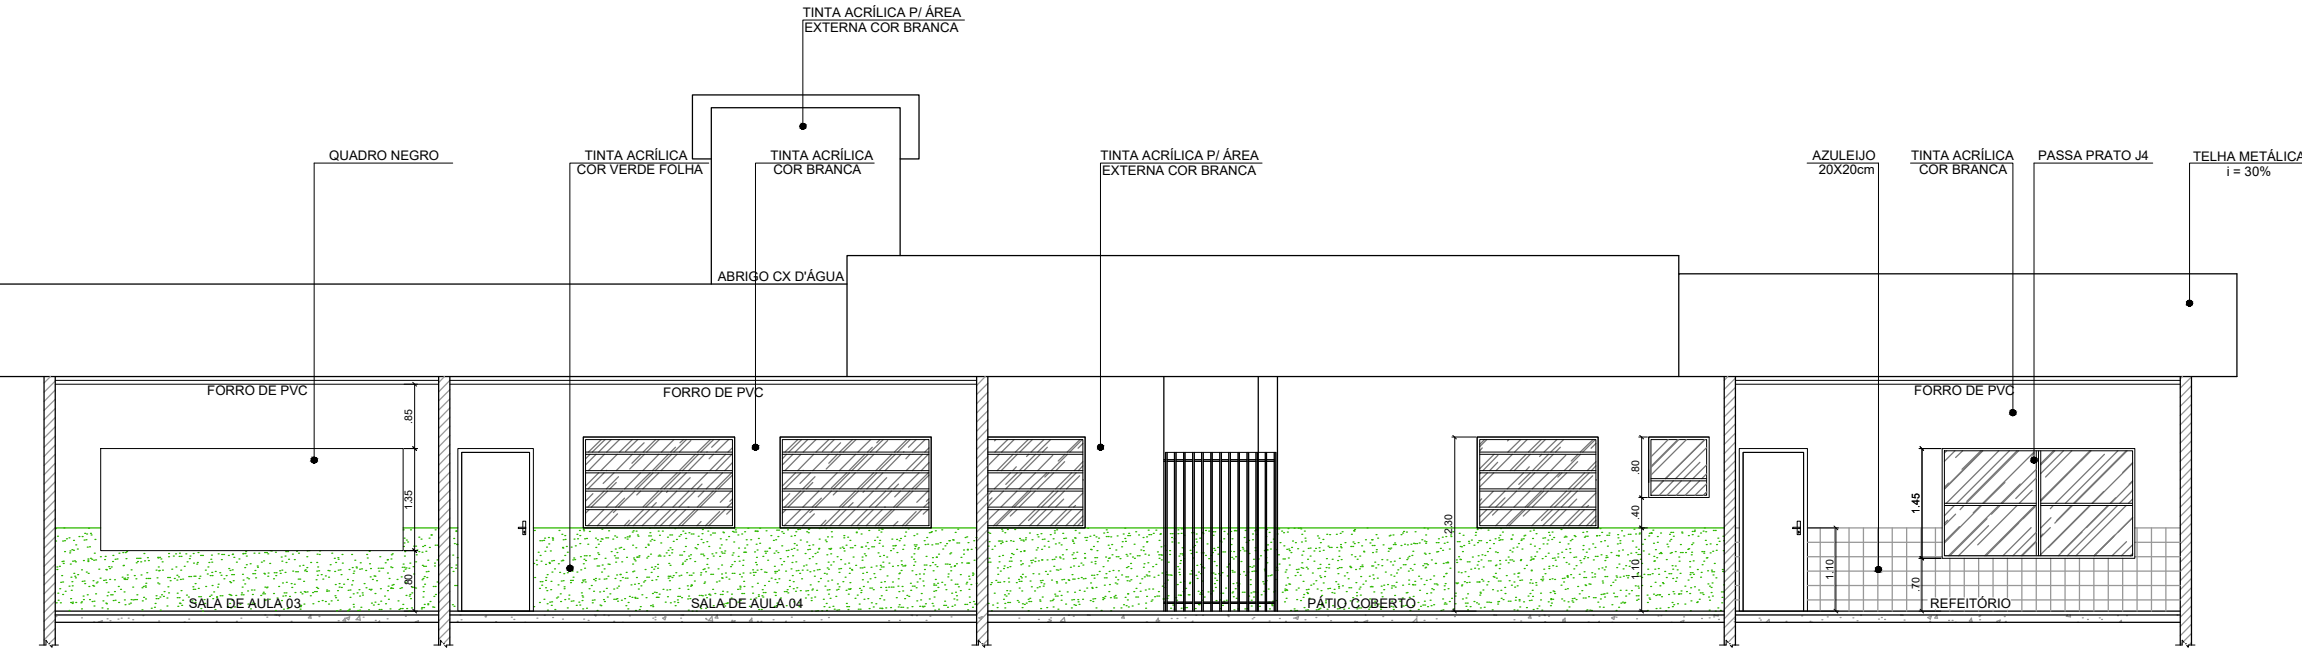 TINTA ACRÍLICA P/ ÁREA
EXTERNA COR BRANCA
QUADRO NEGRO
TINTA ACRÍLICA
COR VERDE FOLHA
TINTA ACRÍLICA
COR BRANCA
TINTA ACRÍLICA P/ ÁREA
EXTERNA COR BRANCA
AZULEIJO
20X20cm
TINTA ACRÍLICA
COR BRANCA
PASSA PRATO J4
TELHA METÁLICA
i = 30%
ABRIGO CX D'ÁGUA
FORRO DE PVC
FORRO DE PVC
FORRO DE PVC
.85
1.35
.80
2.30
.80
.40
1.10
1.10
1.45
.70
SALA DE AULA 03
SALA DE AULA 04
PÁTIO COBERTO
REFEITÓRIO